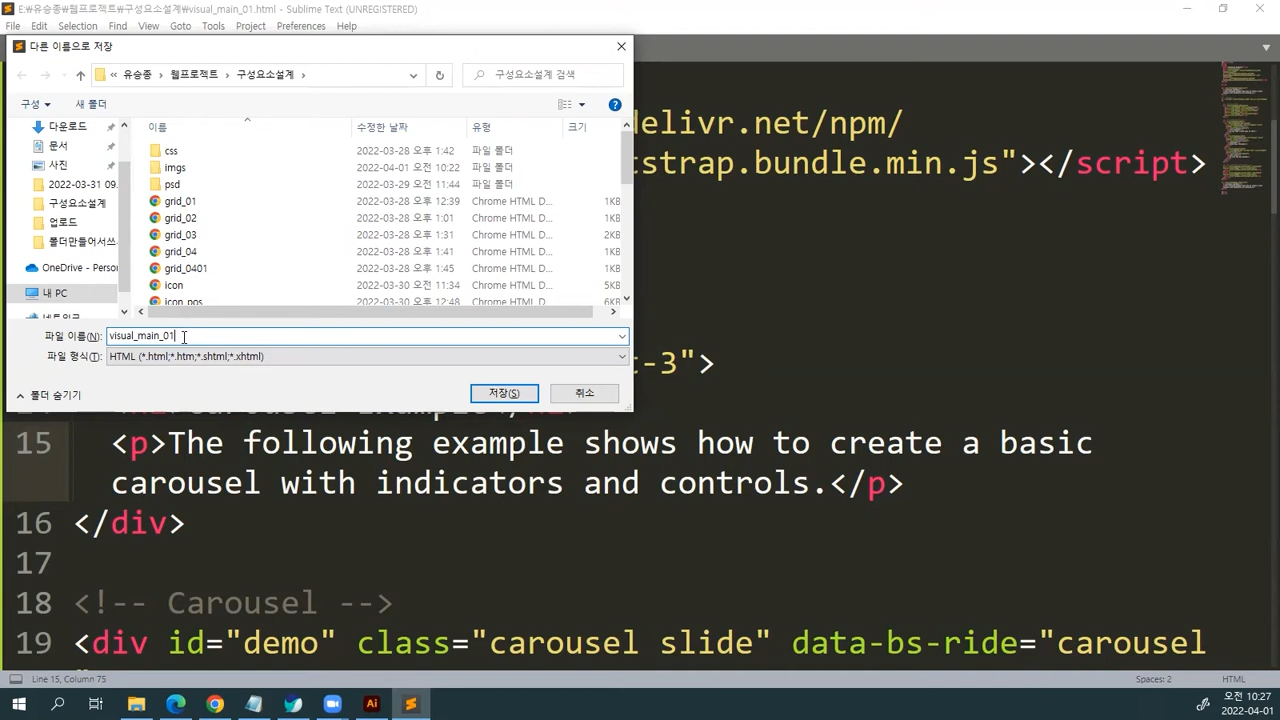 E:\유승종\웹프로젝트\구성요소설계\visual_main_01.html - Sublime Text (UNREGISTERED)
File Edit Selection Find View Goto Tools Project Preferences Help
다른 이름으로 저장
« 유승종 › 웹프로젝트 › 구성요소설계 ›
구성요소설계 검색
구성 ▾ 새 폴더
이름 수정한 날짜 유형 크기
다운로드
문서
사진
2022-03-31 09.
구성요소설계
업로드
폴더만들어서쓰
OneDrive - Perso
내 PC
css 2022-03-28 오후 1:42 파일 폴더
imgs 2022-04-01 오전 10:22 파일 폴더
psd 2022-03-29 오전 11:44 파일 폴더
grid_01 2022-03-28 오후 12:39 Chrome HTML D... 1KB
grid_02 2022-03-28 오후 1:01 Chrome HTML D... 1KB
grid_03 2022-03-28 오후 1:31 Chrome HTML D... 2KB
grid_04 2022-03-28 오후 1:41 Chrome HTML D... 1KB
grid_0401 2022-03-28 오후 1:45 Chrome HTML D... 1KB
icon 2022-03-30 오전 11:34 Chrome HTML D... 5KB
icon_pos 2022-03-30 오후 12:48 Chrome HTML D... 6KB
파일 이름(N): visual_main_01
파일 형식(T): HTML (*.html;*.htm;*.shtml;*.xhtml)
폴더 숨기기
저장(S) 취소
delivr.net/npm/
tstrap.bundle.min.js"></script>
t-3">
15 <p>The following example shows how to create a basic
carousel with indicators and controls.</p>
16 </div>
17
18 <!-- Carousel -->
19 <div id="demo" class="carousel slide" data-bs-ride="carousel
Line 15, Column 75
Spaces: 2 HTML
오전 10:27
2022-04-01